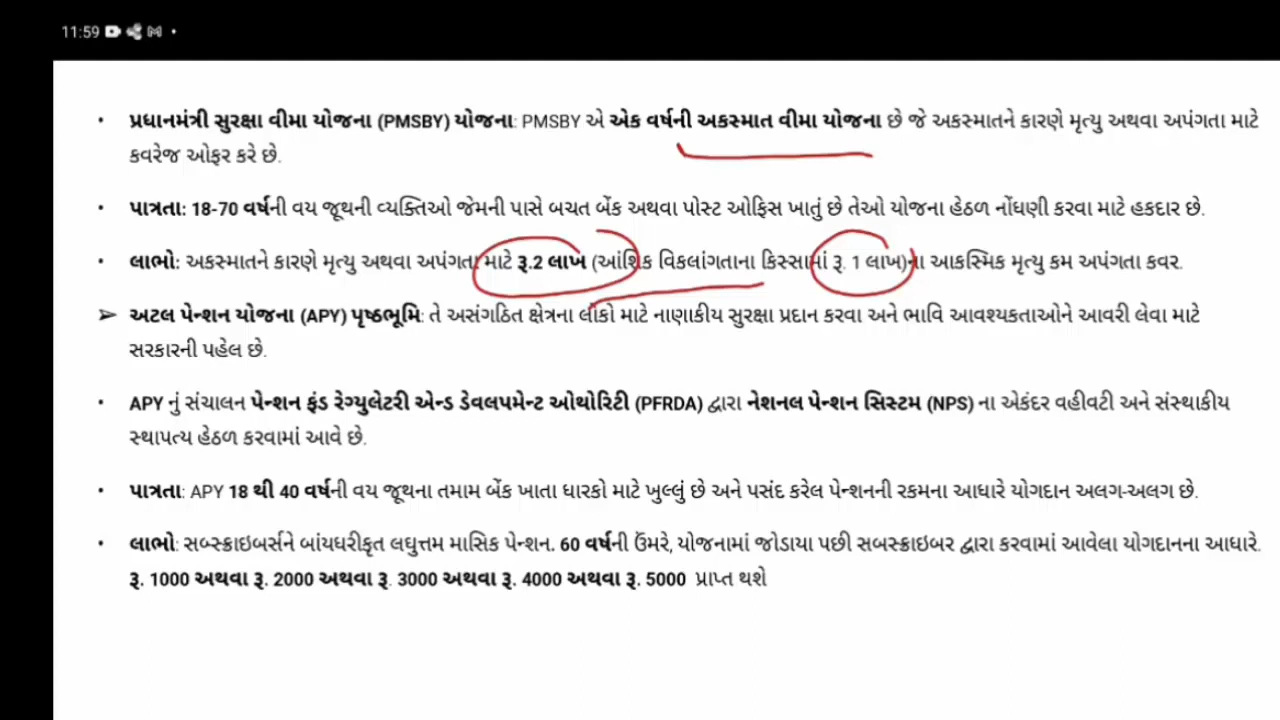 11:59
• પ્રધાનમંત્રી સુરક્ષા વીમા યોજના (PMSBY) યોજના: PMSBY એ એક વર્ષની અકસ્માત વીમા યોજના છે જે અકસ્માતને કારણે મૃત્યુ અથવા અપંગતા માટે
કવરેજ ઓફર કરે છે.
• પાત્રતા: 18-70 વર્ષની વય જૂથની વ્યક્તિઓ જેમની પાસે બચત બેંક અથવા પોસ્ટ ઓફિસ ખાતું છે તેઓ યોજના હેઠળ નોંધણી કરવા માટે હકદાર છે.
• લાભો: અકસ્માતને કારણે મૃત્યુ અથવા અપંગતા માટે રૂ.2 લાખ (આંશિક વિકલાંગતાના કિસ્સામાં રૂ. 1 લાખ)ના આકસ્મિક મૃત્યુ કમ અપંગતા કવર.
➢ અટલ પેન્શન યોજના (APY) પૃષ્ઠભૂમિ: તે અસંગઠિત ક્ષેત્રના લોકો માટે નાણાકીય સુરક્ષા પ્રદાન કરવા અને ભાવિ આવશ્યકતાઓને આવરી લેવા માટે
સરકારની પહેલ છે.
• APY નું સંચાલન પેન્શન ફંડ રેગ્યુલેટરી એન્ડ ડેવલપમેન્ટ ઓથોરિટી (PFRDA) દ્વારા નેશનલ પેન્શન સિસ્ટમ (NPS) ના એકંદર વહીવટી અને સંસ્થાકીય
સ્થાપત્ય હેઠળ કરવામાં આવે છે.
• પાત્રતા: APY 18 થી 40 વર્ષની વય જૂથના તમામ બેંક ખાતા ધારકો માટે ખુલ્લું છે અને પસંદ કરેલ પેન્શનની રકમના આધારે યોગદાન અલગ-અલગ છે.
• લાભો: સબ્સ્ક્રાઇબર્સને બાંયધરીકૃત લઘુત્તમ માસિક પેન્શન. 60 વર્ષની ઉંમરે, યોજનામાં જોડાયા પછી સબસ્ક્રાઇબર દ્વારા કરવામાં આવેલા યોગદાનના આધારે.
રૂ. 1000 અથવા રૂ. 2000 અથવા રૂ. 3000 અથવા રૂ. 4000 અથવા રૂ. 5000 પ્રાપ્ત થશે